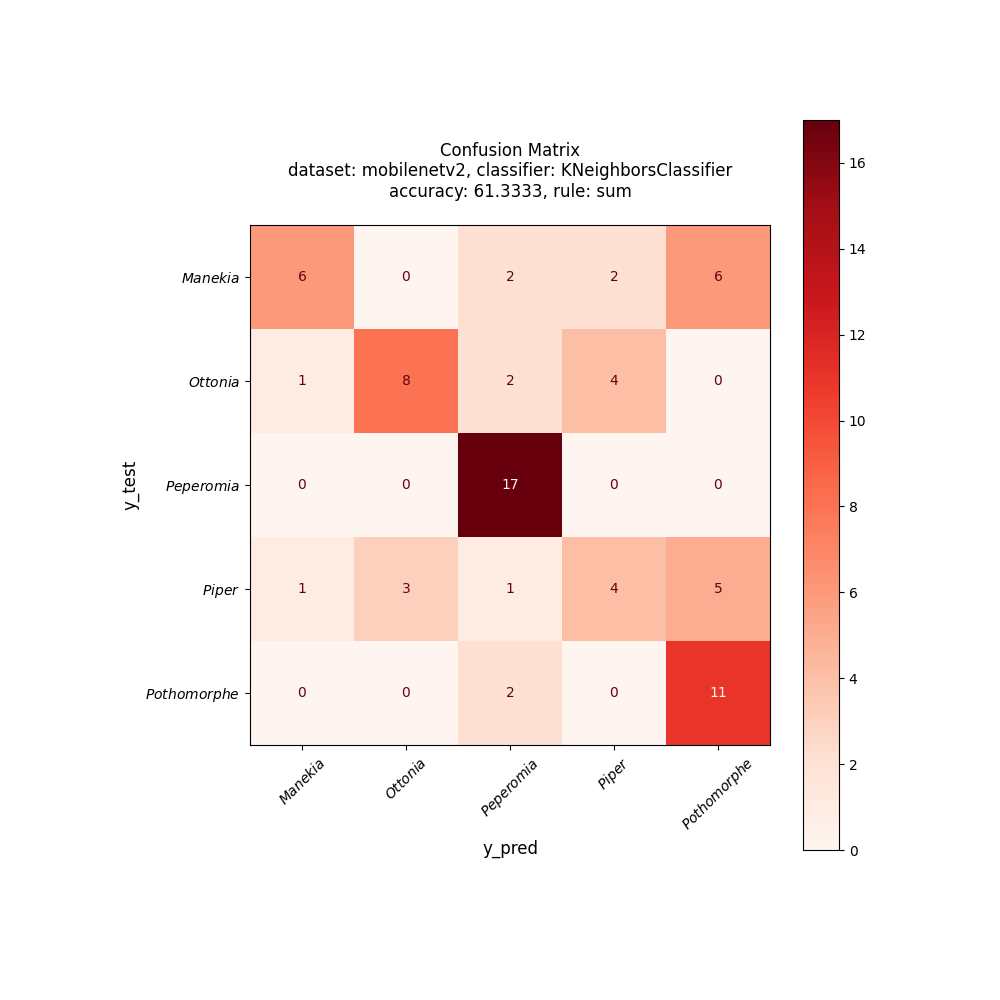 Confusion Matrix
dataset: mobilenetv2, classifier: KNeighborsClassifier
accuracy: 61.3333, rule: sum
Manekia 6 0 2 2 6
Ottonia 1 8 2 4 0
Peperomia 0 0 17 0 0
Piper 1 3 1 4 5
Pothomorphe 0 0 2 0 11
Manekia Ottonia Peperomia Piper Pothomorphe
y_pred
y_test
16
14
12
10
8
6
4
2
0